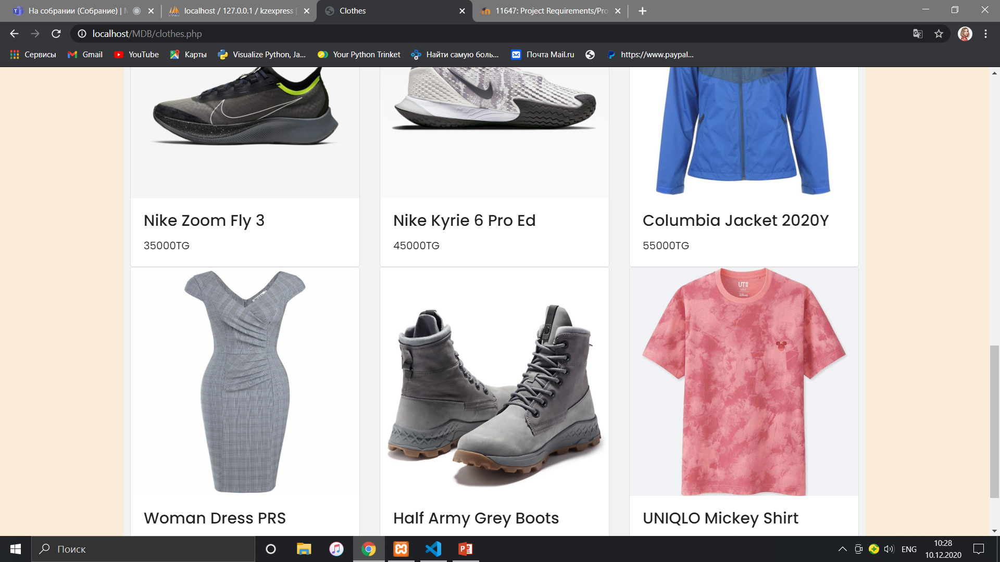 На собрании (Собрание) | M
localhost / 127.0.0.1 / kzexpress |
Clothes
11647: Project Requirements/Pro
localhost/MDB/clothes.php
Сервисы
Gmail
YouTube
Карты
Visualize Python, Ja...
Your Python Trinket
Найти самую боль...
Почта Mail.ru
https://www.paypal...
Nike Zoom Fly 3
35000TG
Nike Kyrie 6 Pro Ed
45000TG
Columbia Jacket 2020Y
55000TG
UT
Disney
Woman Dress PRS
Half Army Grey Boots
UNIQLO Mickey Shirt
Поиск
ENG
10:28
10.12.2020